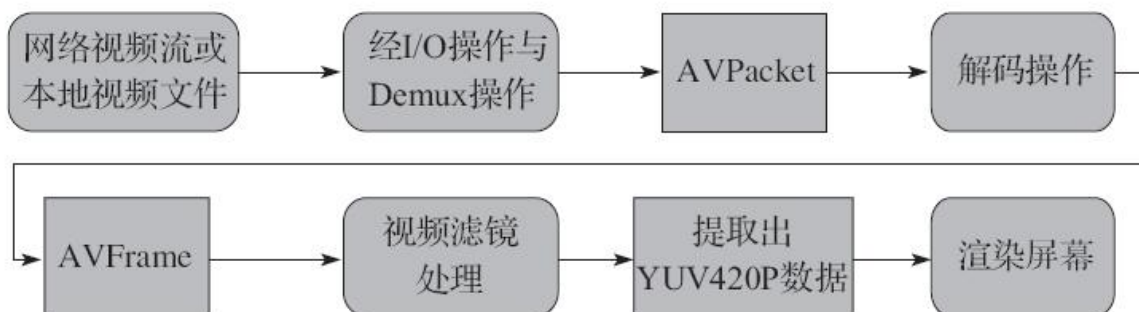 网络视频流或
本地视频文件
经I/O操作与
Demux操作
AVPacket
解码操作
AVFrame
视频滤镜
处理
提取出
YUV420P数据
渲染屏幕